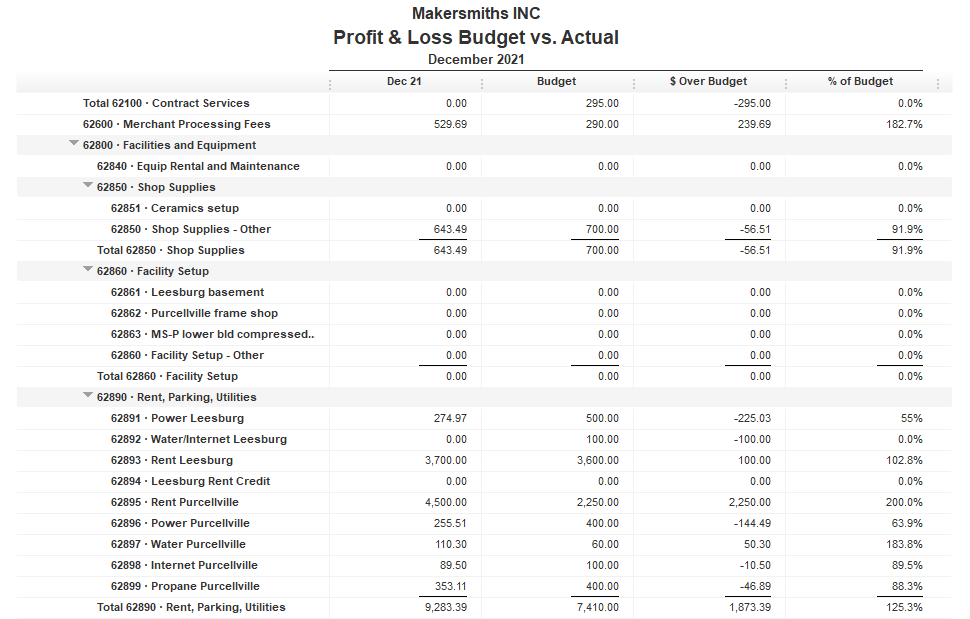 Makersmiths INC
Profit & Loss Budget vs. Actual
December 2021
Dec 21 Budget $ Over Budget % of Budget
Total 62100 · Contract Services 0.00 295.00 -295.00 0.0%
62600 · Merchant Processing Fees 529.69 290.00 239.69 182.7%
62800 · Facilities and Equipment
62840 · Equip Rental and Maintenance 0.00 0.00 0.00 0.0%
62850 · Shop Supplies
62851 · Ceramics setup 0.00 0.00 0.00 0.0%
62850 · Shop Supplies - Other 643.49 700.00 -56.51 91.9%
Total 62850 · Shop Supplies 643.49 700.00 -56.51 91.9%
62860 · Facility Setup
62861 · Leesburg basement 0.00 0.00 0.00 0.0%
62862 · Purcellville frame shop 0.00 0.00 0.00 0.0%
62863 · MS-P lower bld compressed.. 0.00 0.00 0.00 0.0%
62860 · Facility Setup - Other 0.00 0.00 0.00 0.0%
Total 62860 · Facility Setup 0.00 0.00 0.00 0.0%
62890 · Rent, Parking, Utilities
62891 · Power Leesburg 274.97 500.00 -225.03 55%
62892 · Water/Internet Leesburg 0.00 100.00 -100.00 0.0%
62893 · Rent Leesburg 3,700.00 3,600.00 100.00 102.8%
62894 · Leesburg Rent Credit 0.00 0.00 0.00 0.0%
62895 · Rent Purcellville 4,500.00 2,250.00 2,250.00 200.0%
62896 · Power Purcellville 255.51 400.00 -144.49 63.9%
62897 · Water Purcellville 110.30 60.00 50.30 183.8%
62898 · Internet Purcellville 89.50 100.00 -10.50 89.5%
62899 · Propane Purcellville 353.11 400.00 -46.89 88.3%
Total 62890 · Rent, Parking, Utilities 9,283.39 7,410.00 1,873.39 125.3%